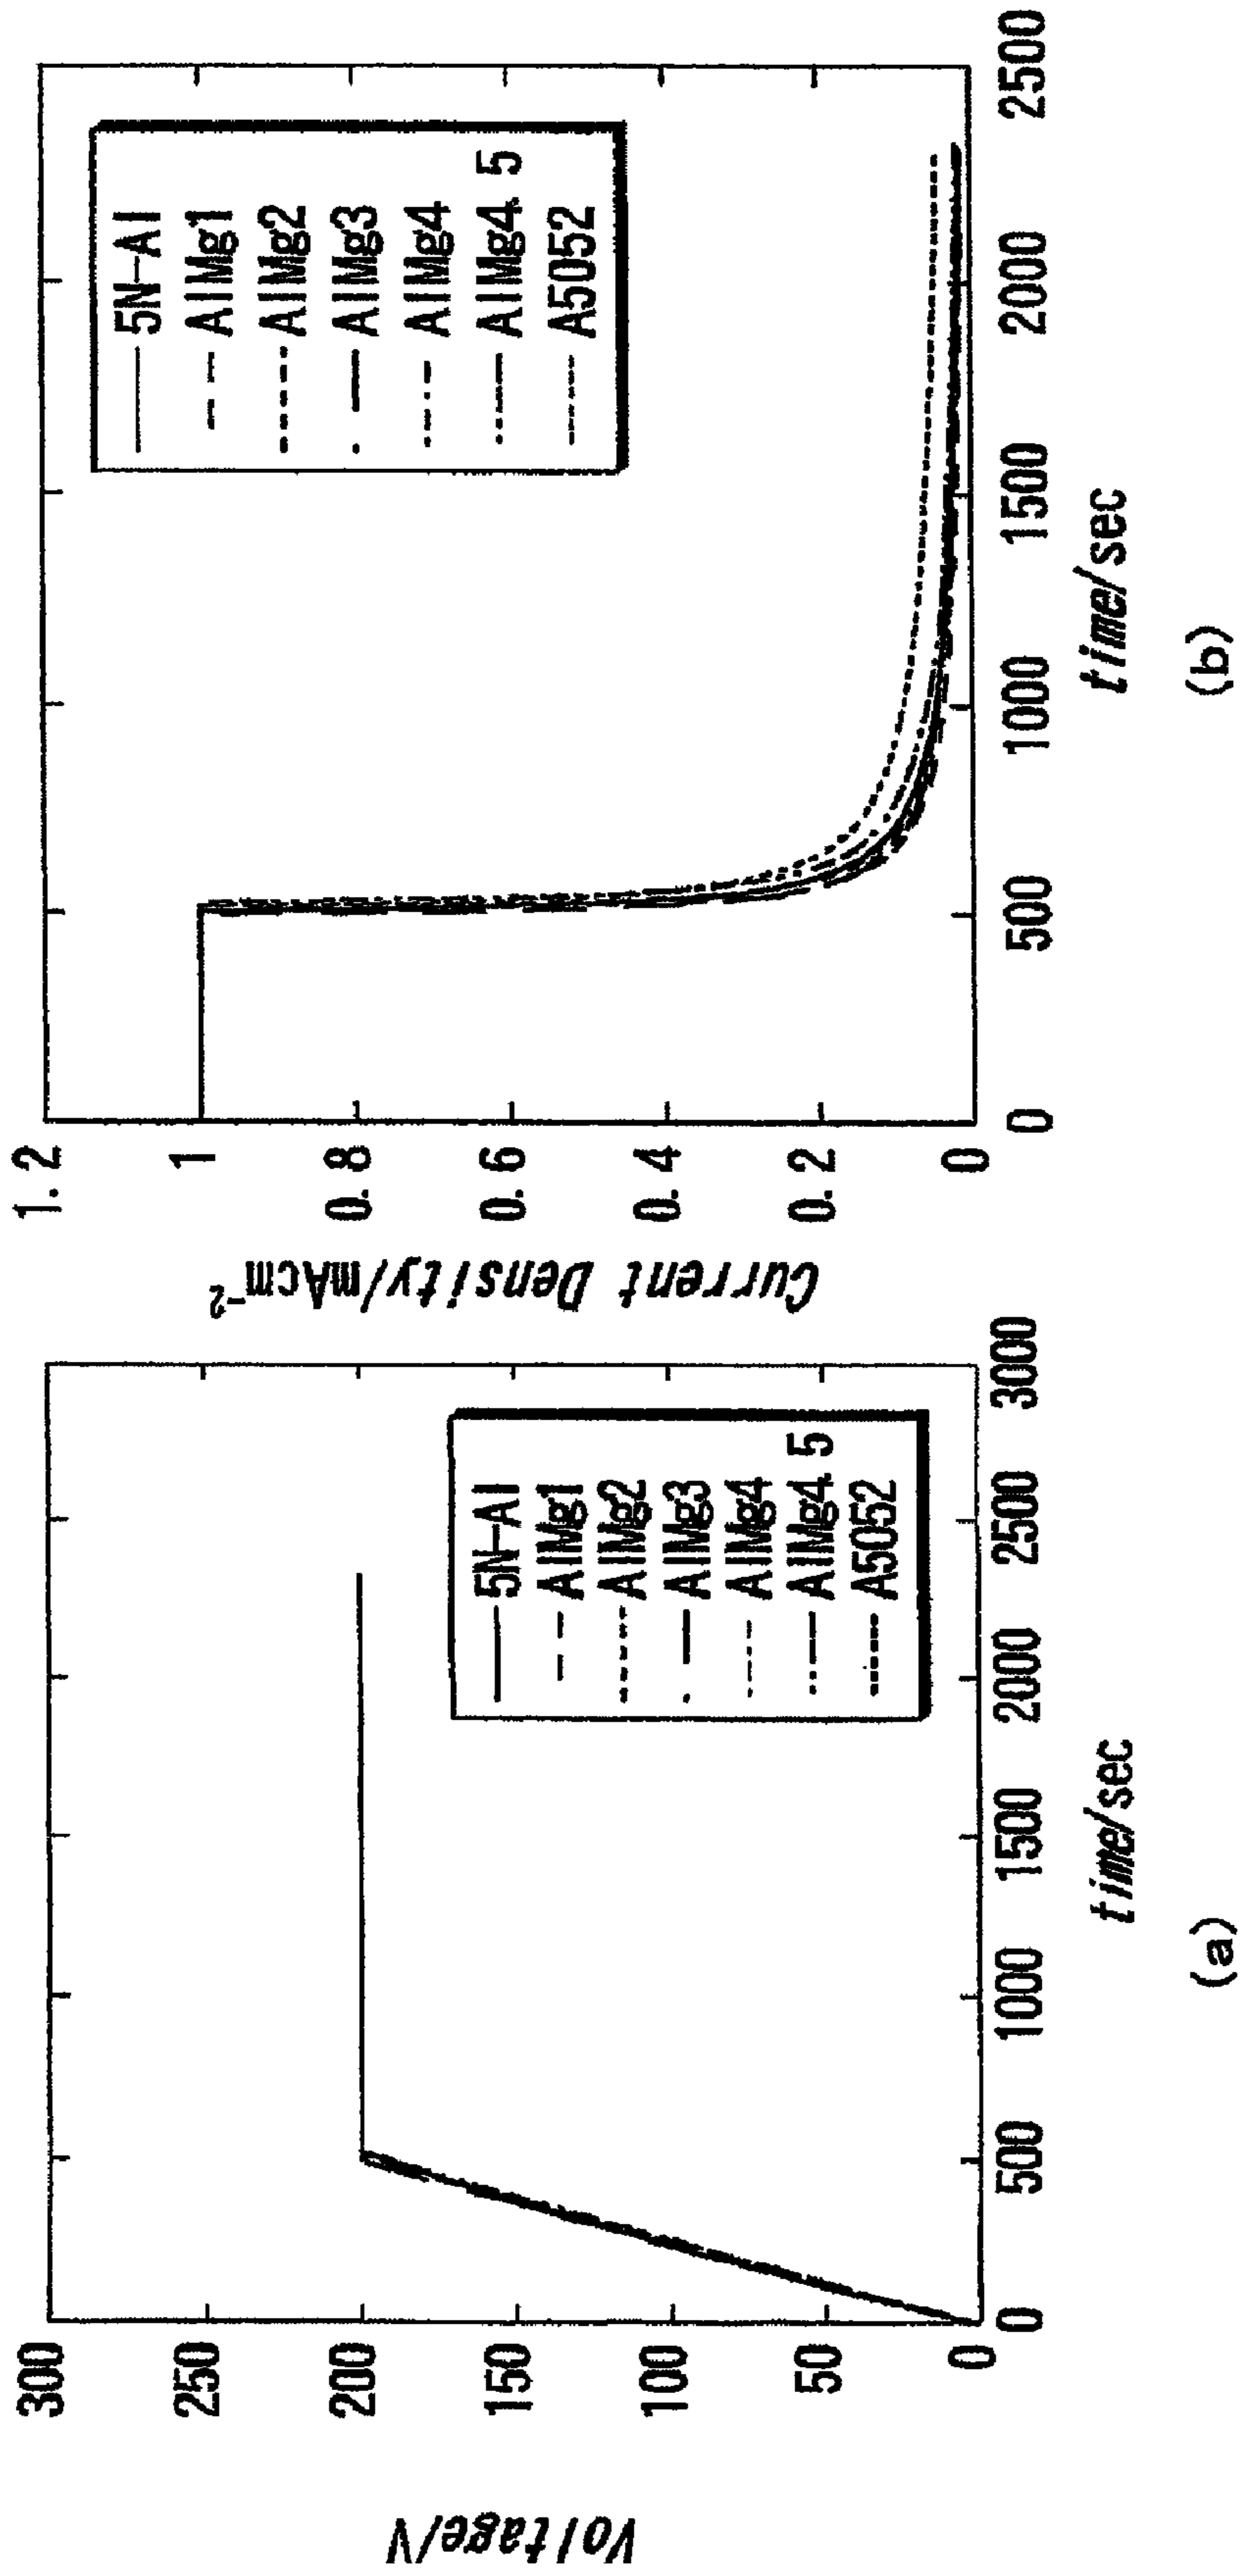 Voltage/V
300
250
200
150
100
50
0
0
500
1000
1500
2000
2500
3000
time/sec
5N-Al
AlMg1
AlMg2
AlMg3
AlMg4
AlMg4.5
A5052
(a)
Current Density/mAcm⁻²
1.2
1
0.8
0.6
0.4
0.2
0
0
500
1000
1500
2000
2500
time/sec
5N-Al
AlMg1
AlMg2
AlMg3
AlMg4
AlMg4.5
A5052
(b)